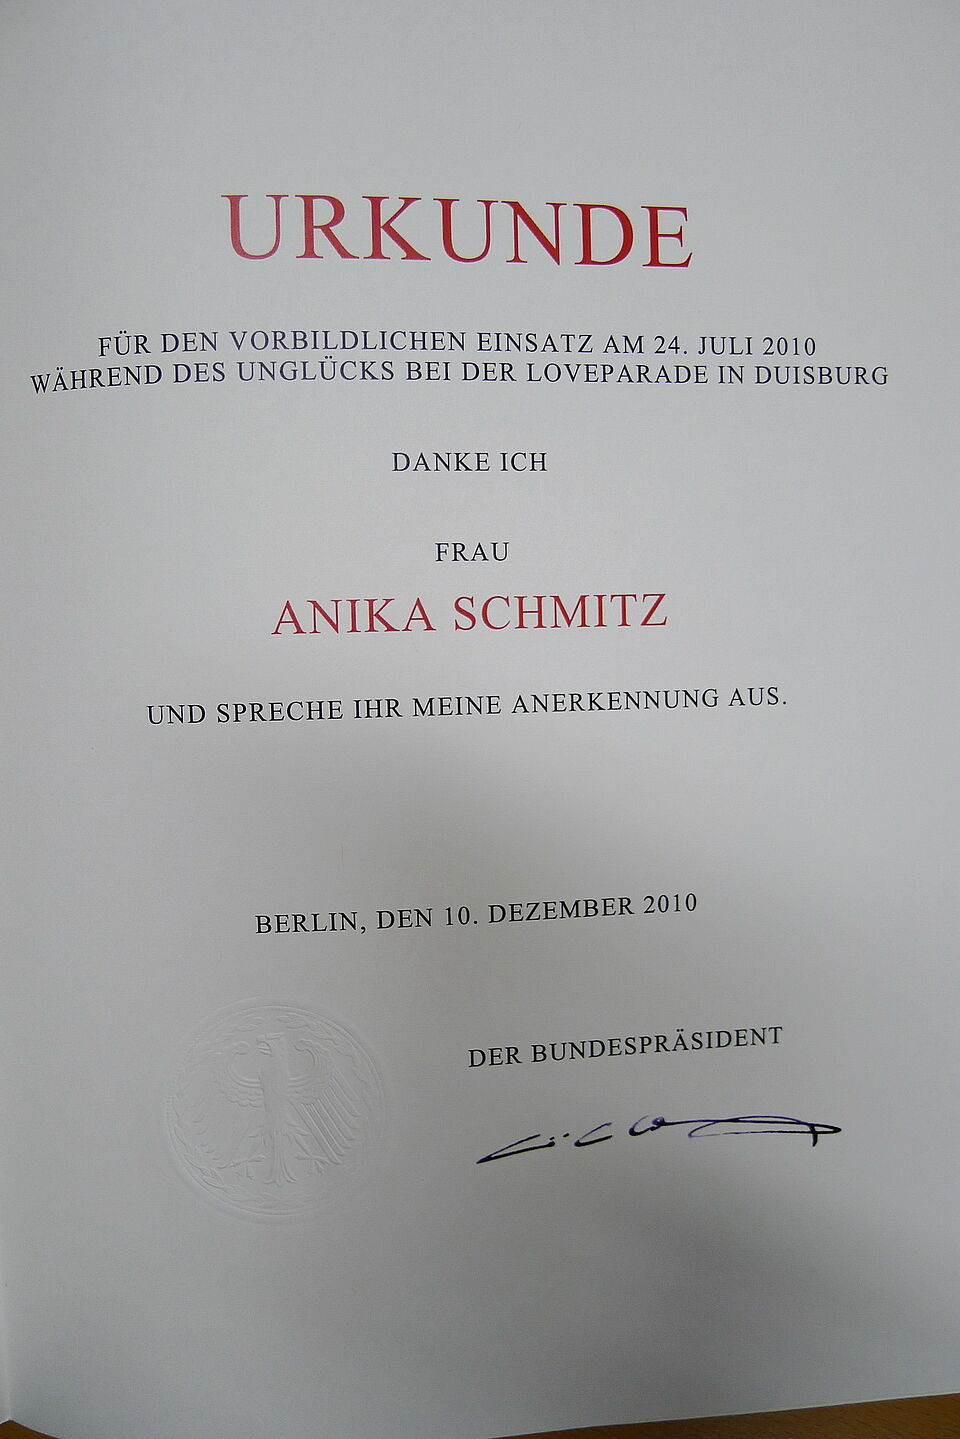 URKUNDE
FÜR DEN VORBILDLICHEN EINSATZ AM 24. JULI 2010
WÄHREND DES UNGLÜCKS BEI DER LOVEPARADE IN DUISBURG
DANKE ICH
FRAU
ANIKA SCHMITZ
UND SPRECHE IHR MEINE ANERKENNUNG AUS.
BERLIN, DEN 10. DEZEMBER 2010
DER BUNDESPRÄSIDENT